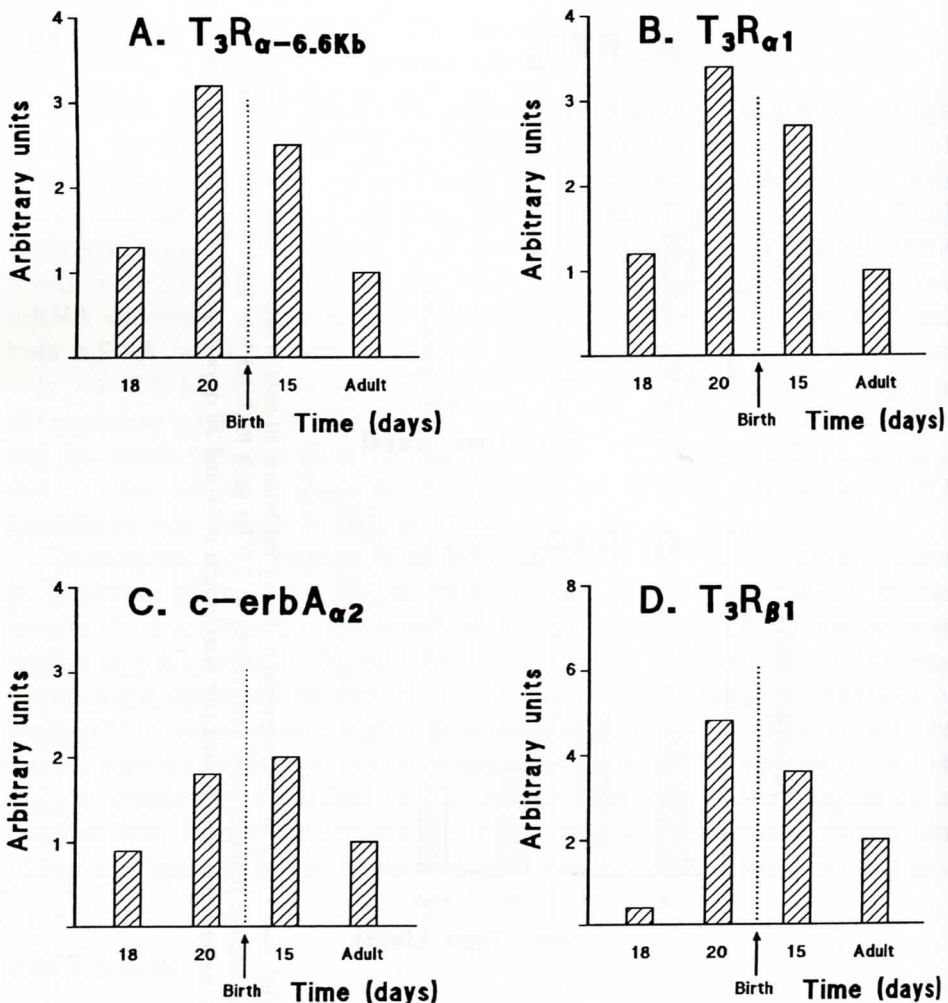 A. T3Rα-6.6Kb
Arbitrary units
4
3
2
1
18 20 15 Adult
Birth Time (days)
B. T3Rα1
Arbitrary units
4
3
2
1
18 20 15 Adult
Birth Time (days)
C. c-erbAα2
Arbitrary units
4
3
2
1
18 20 15 Adult
Birth Time (days)
D. T3Rβ1
Arbitrary units
8
6
4
2
18 20 15 Adult
Birth Time (days)